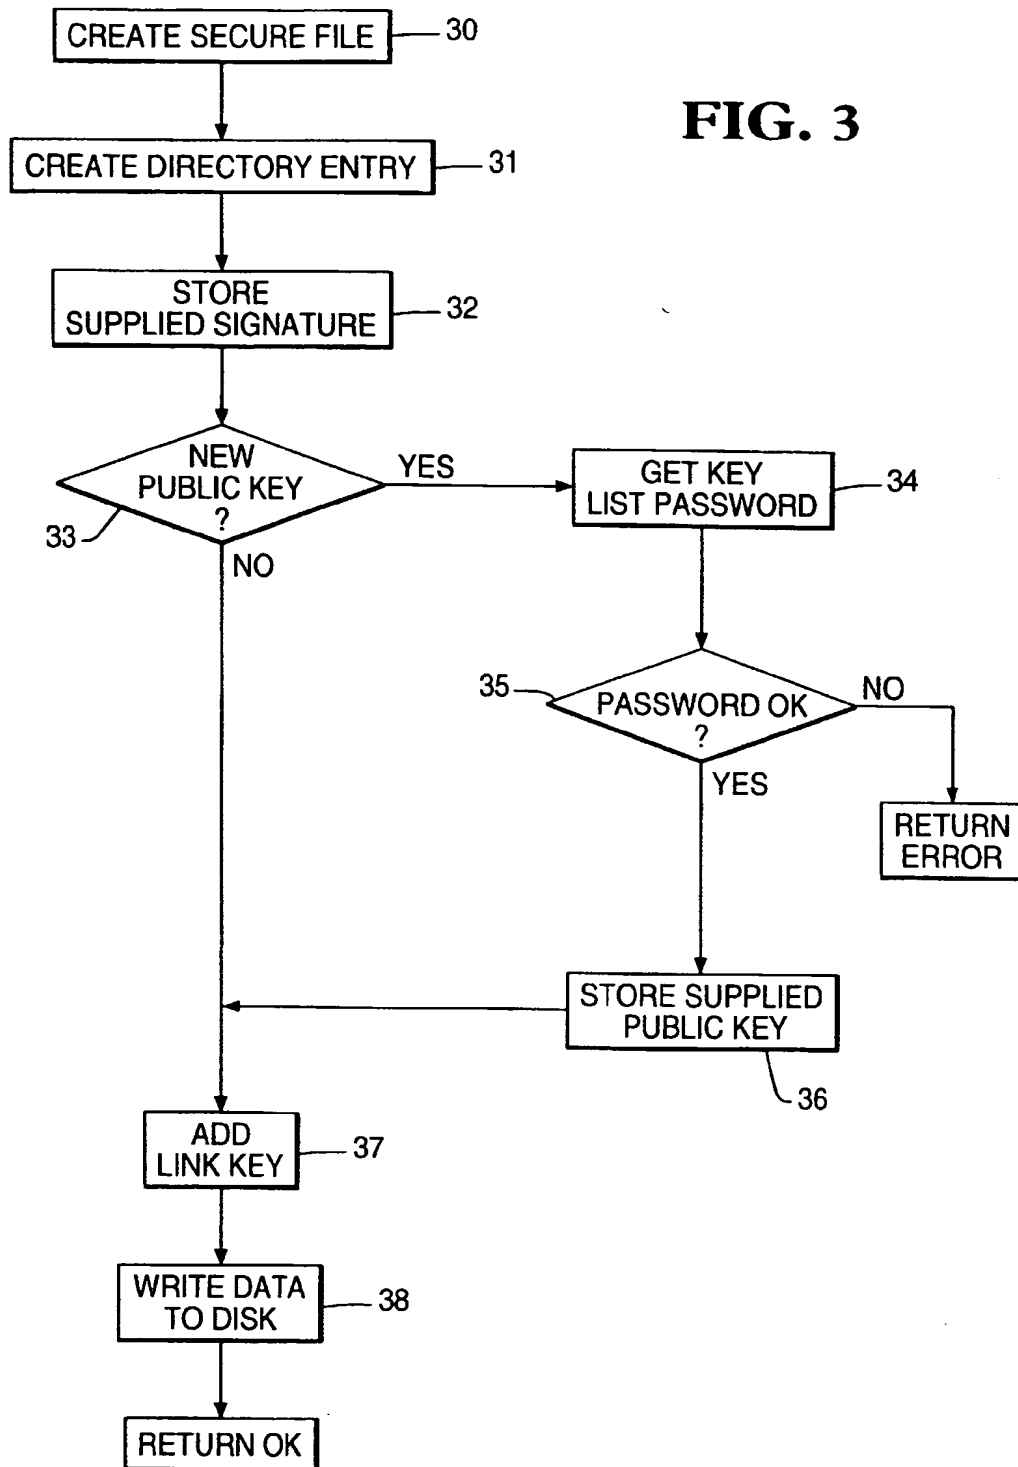 CREATE SECURE FILE
30
FIG. 3
CREATE DIRECTORY ENTRY
31
STORE
SUPPLIED SIGNATURE
32
NEW
PUBLIC KEY
?
33
YES
NO
GET KEY
LIST PASSWORD
34
35
PASSWORD OK
?
NO
YES
RETURN
ERROR
STORE SUPPLIED
PUBLIC KEY
36
ADD
LINK KEY
37
WRITE DATA
TO DISK
38
RETURN OK